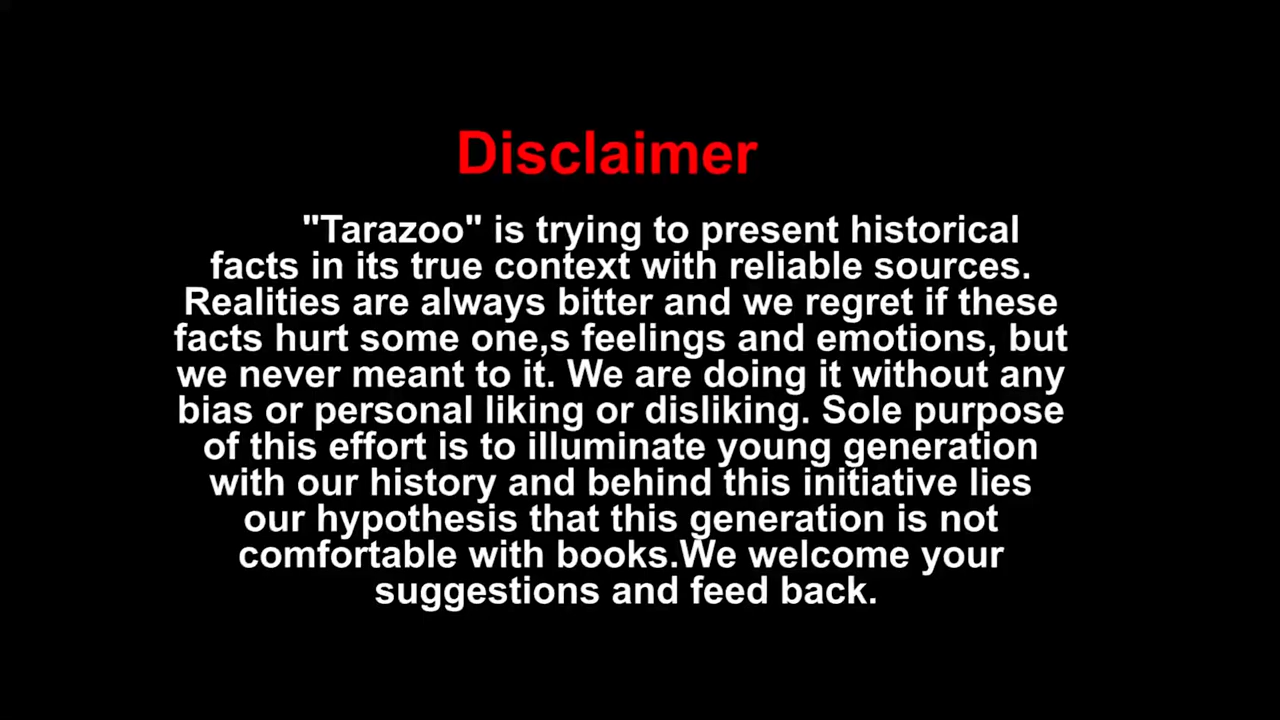 Disclaimer
"Tarazoo" is trying to present historical
facts in its true context with reliable sources.
Realities are always bitter and we regret if these
facts hurt some one,s feelings and emotions, but
we never meant to it. We are doing it without any
bias or personal liking or disliking. Sole purpose
of this effort is to illuminate young generation
with our history and behind this initiative lies
our hypothesis that this generation is not
comfortable with books.We welcome your
suggestions and feed back.